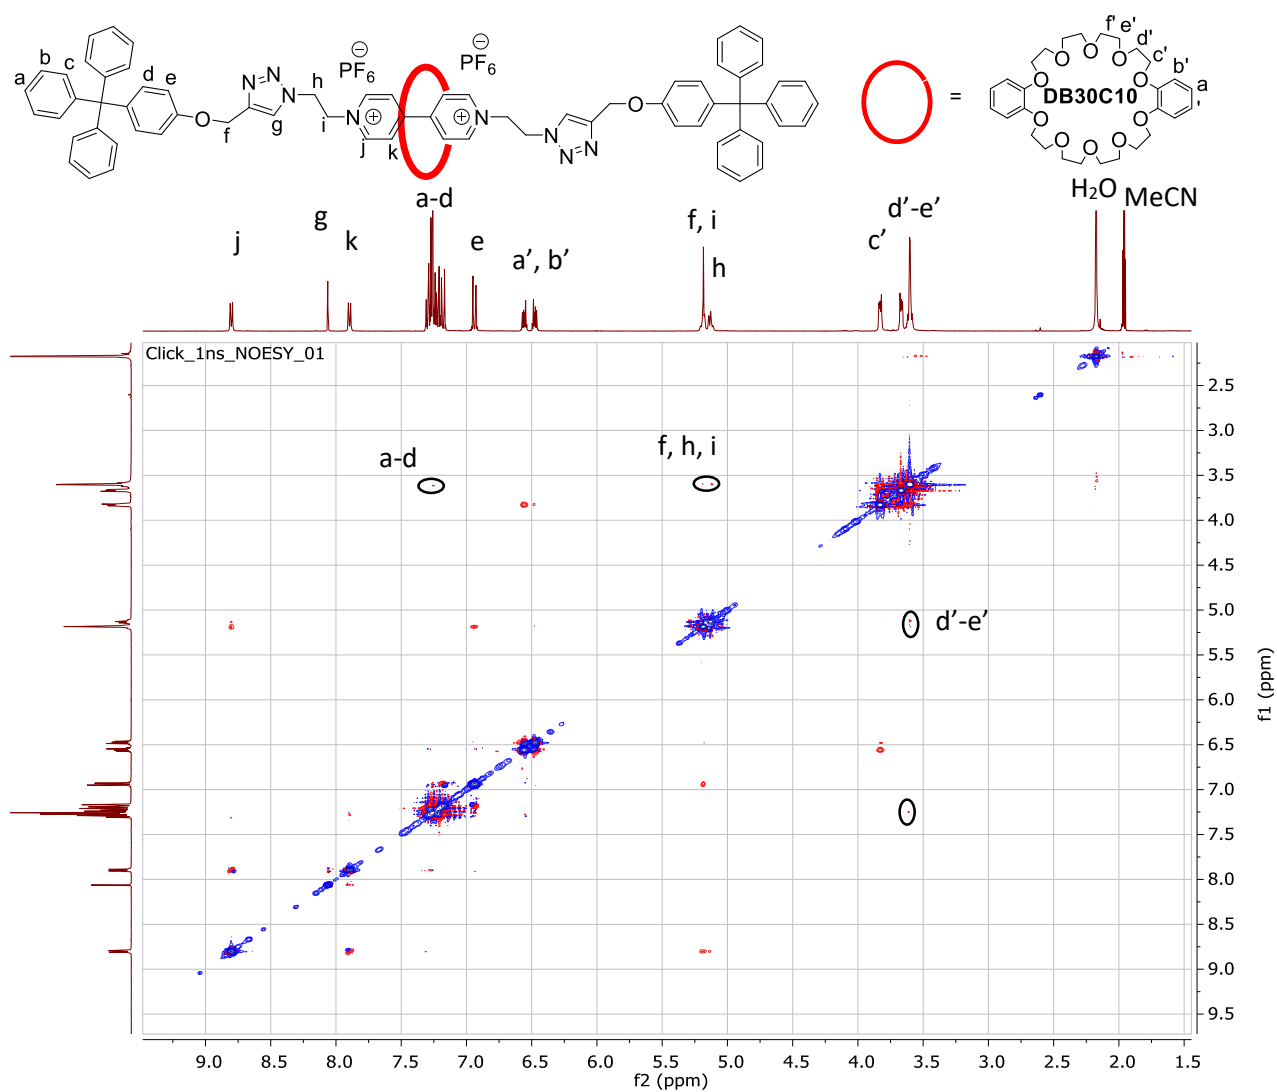 PF6⊖
PF6⊖
b
c
a
d
e
O
f
N
N
N
g
h
i
N
+
j
k
+
N
N
N
N
O
f' e'
d'
c'
b'
a
'
O
O
O
O
O
O
O
O
O
O
DB30C10
=
j
g
k
a-d
e
a', b'
f, i
h
c'
d'-e'
H2O
MeCN
Click_1ns_NOESY_01
a-d
f, h, i
d'-e'
2.5
3.0
3.5
4.0
4.5
5.0
5.5
6.0
6.5
7.0
7.5
8.0
8.5
9.0
9.5
f1 (ppm)
9.0 8.5 8.0 7.5 7.0 6.5 6.0 5.5 5.0 4.5 4.0 3.5 3.0 2.5 2.0 1.5
f2 (ppm)